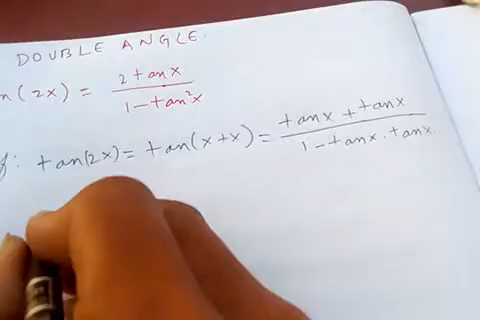 DOUBLE ANGLE.
(2x) = 2tanx / 1-tan²x
tan(2x) = tan(x+x) = tanx + tanx / 1-tanx.tanx